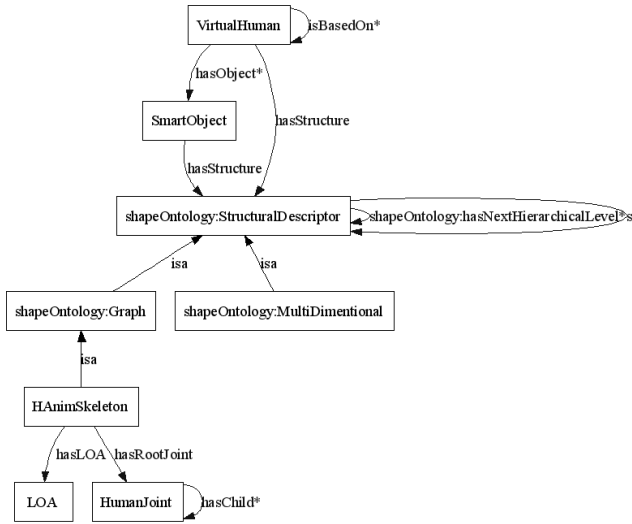 VirtualHuman
isBasedOn*
hasObject*
SmartObject
hasStructure
hasStructure
shapeOntology:StructuralDescriptor
shapeOntology:hasNextHierarchicalLevel*s
isa
isa
shapeOntology:Graph
shapeOntology:MultiDimentional
isa
HAnimSkeleton
hasLOA
hasRootJoint
LOA
HumanJoint
hasChild*